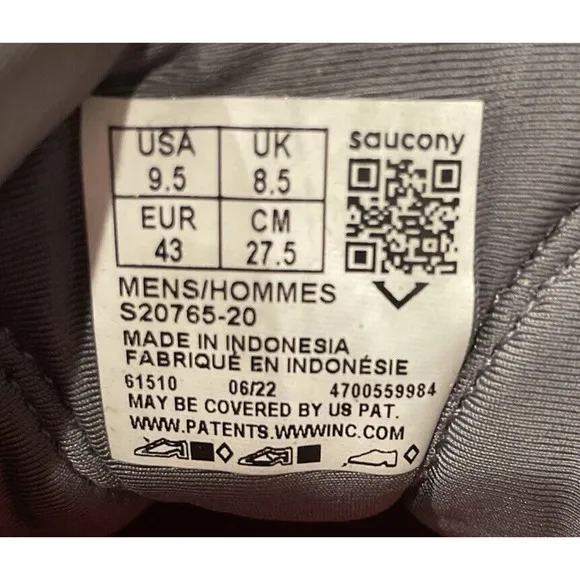 USA UK
9.5 8.5
EUR CM
43 27.5
saucony
MENS/HOMMES
S20765-20
MADE IN INDONESIA
FABRIQUÉ EN INDONÉSIE
61510 06/22 4700559984
MAY BE COVERED BY US PAT.
WWW.PATENTS.WWWINC.COM